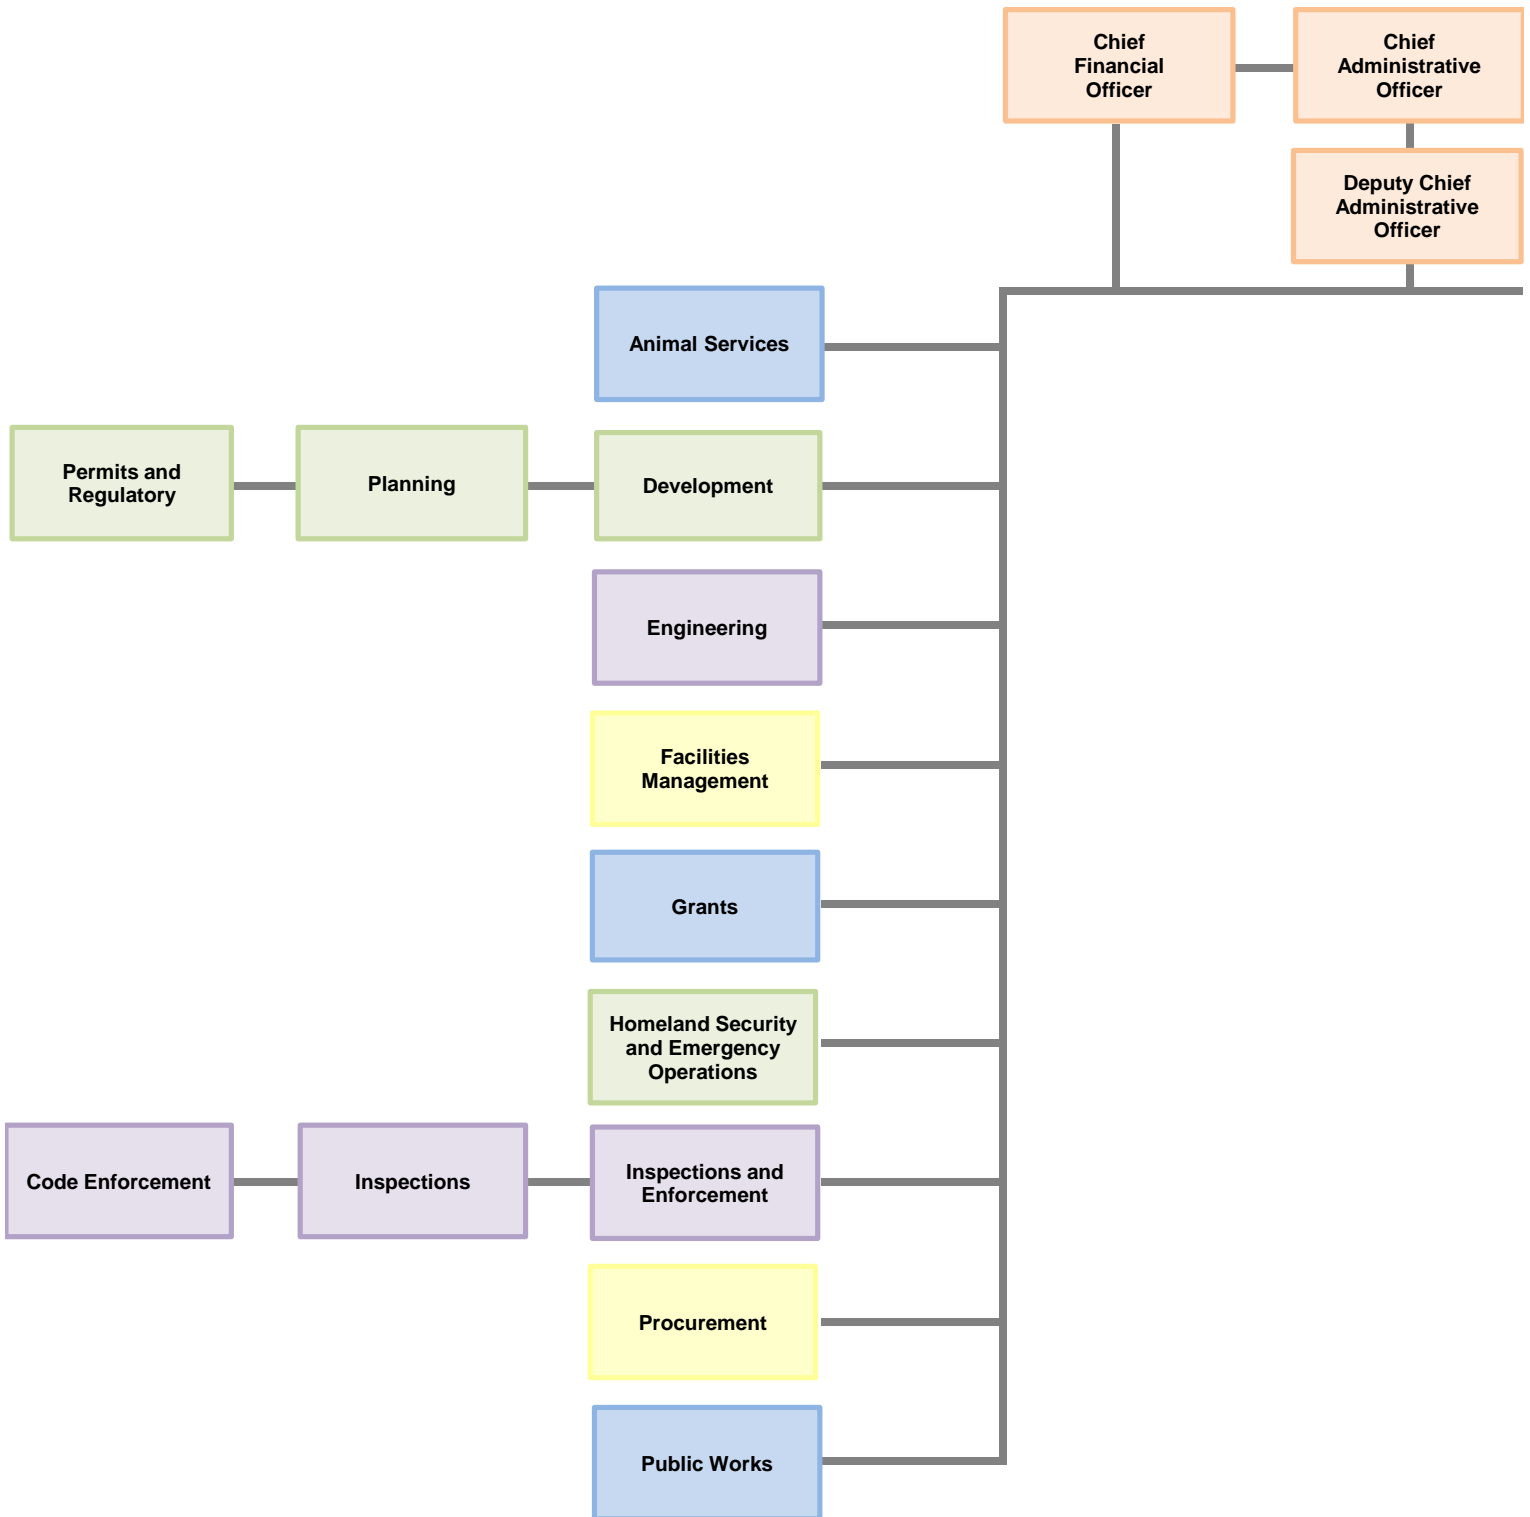 Chief
Financial
Officer
Chief
Administrative
Officer
Deputy Chief
Administrative
Officer
Animal Services
Permits and
Regulatory
Planning
Development
Engineering
Facilities
Management
Grants
Homeland Security
and Emergency
Operations
Code Enforcement
Inspections
Inspections and
Enforcement
Procurement
Public Works